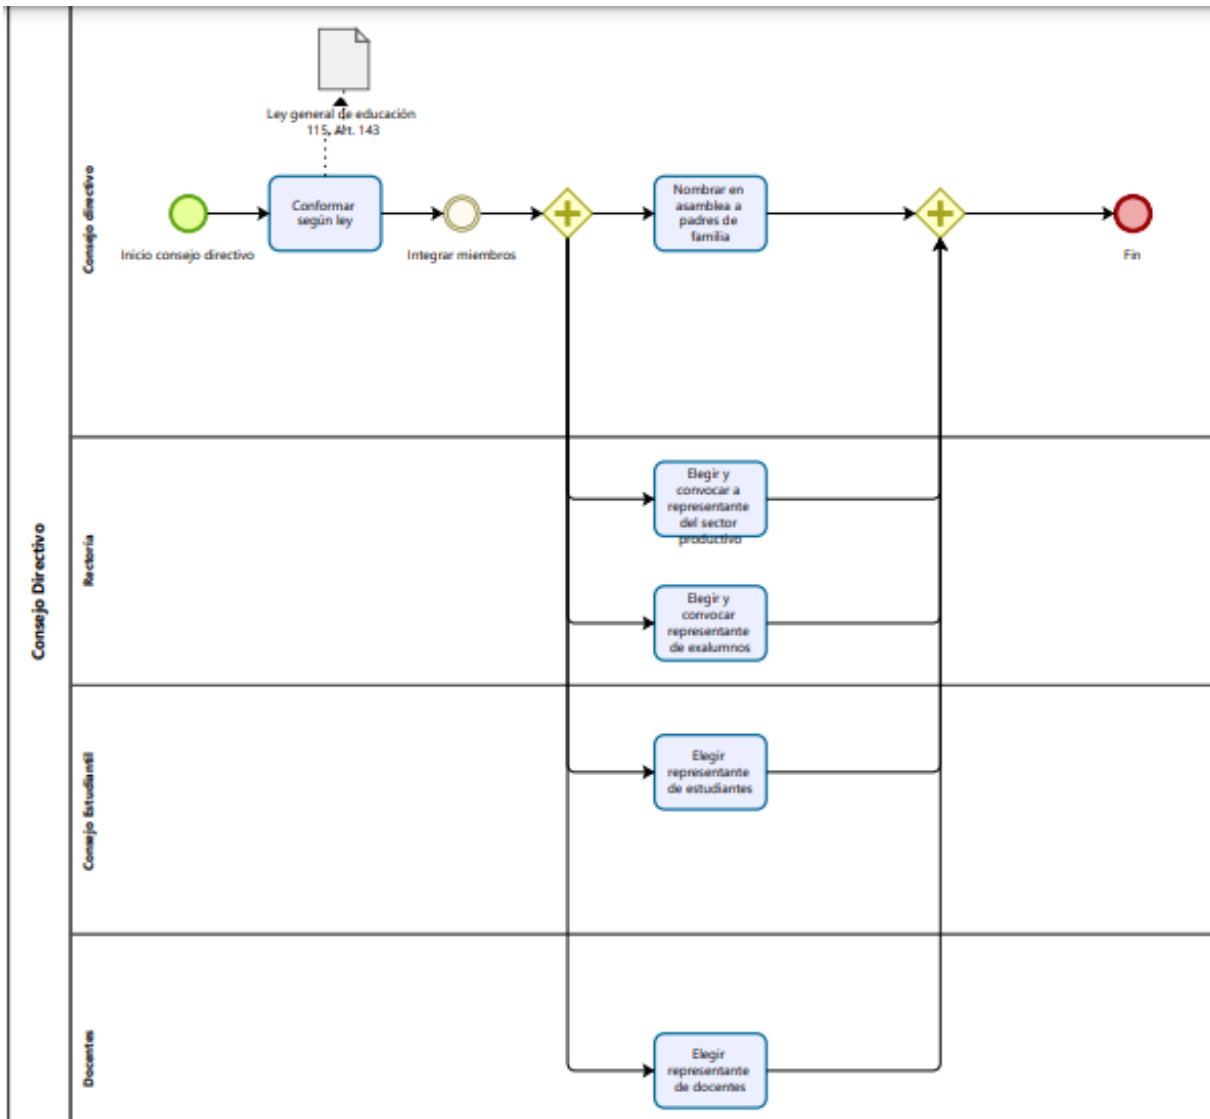 Consejo Directivo
Consejo directivo
Ley general de educación
115, Art. 143
Inicio consejo directivo
Conformar
según ley
Integrar miembros
Nombrar en
asamblea a
padres de
familia
Fin
Rectoría
Elegir y
convocar a
representante
del sector
productivo
Elegir y
convocar
representante
de exalumnos
Consejo Estudiantil
Elegir
representante
de estudiantes
Docentes
Elegir
representante
de docentes